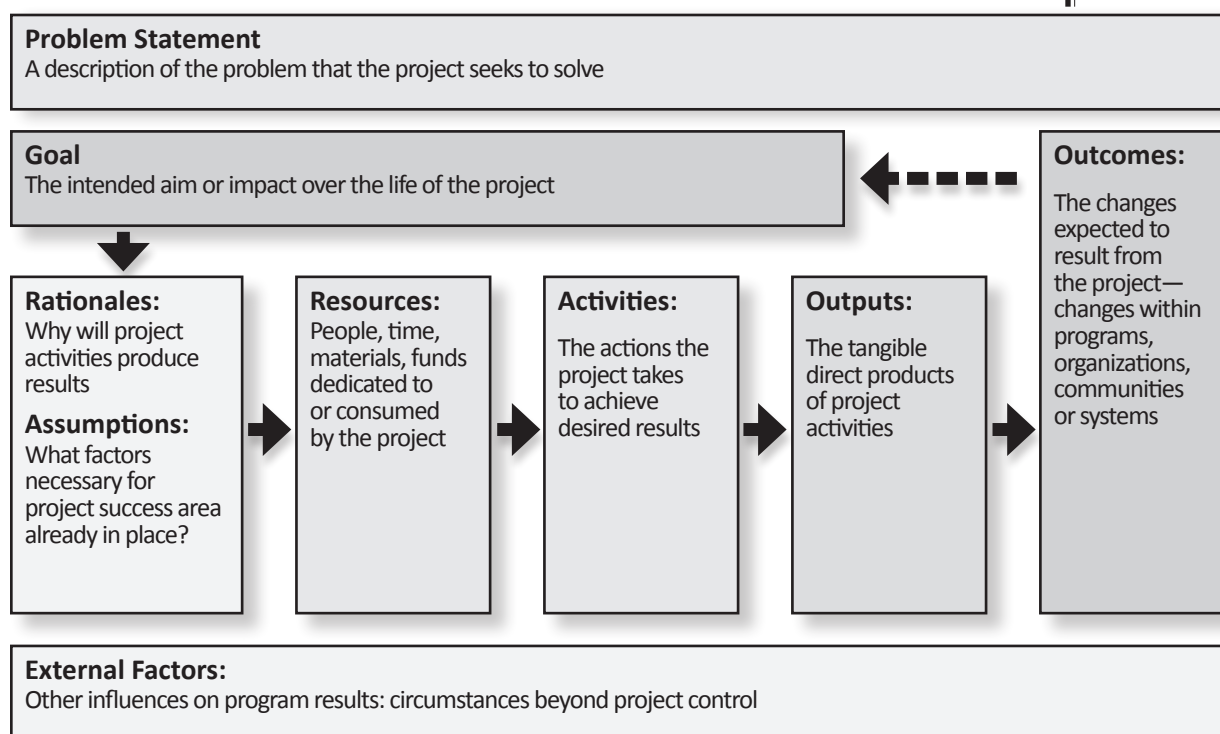 Problem Statement
A description of the problem that the project seeks to solve
Goal
The intended aim or impact over the life of the project
Rationales:
Why will project
activities produce
results
Assumptions:
What factors
necessary for
project success area
already in place?
Resources:
People, time,
materials, funds
dedicated to
or consumed
by the project
Activities:
The actions the
project takes
to achieve
desired results
Outputs:
The tangible
direct products
of project
activities
Outcomes:
The changes
expected to
result from
the project—
changes within
programs,
organizations,
communities
or systems
External Factors:
Other influences on program results: circumstances beyond project control